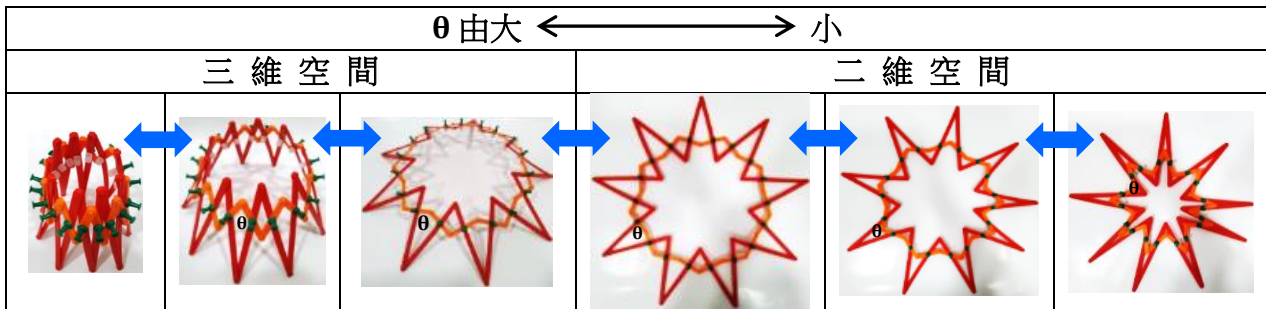 θ 由大 小
三 維 空 間
二 維 空 間
θ
θ
θ
θ
θ